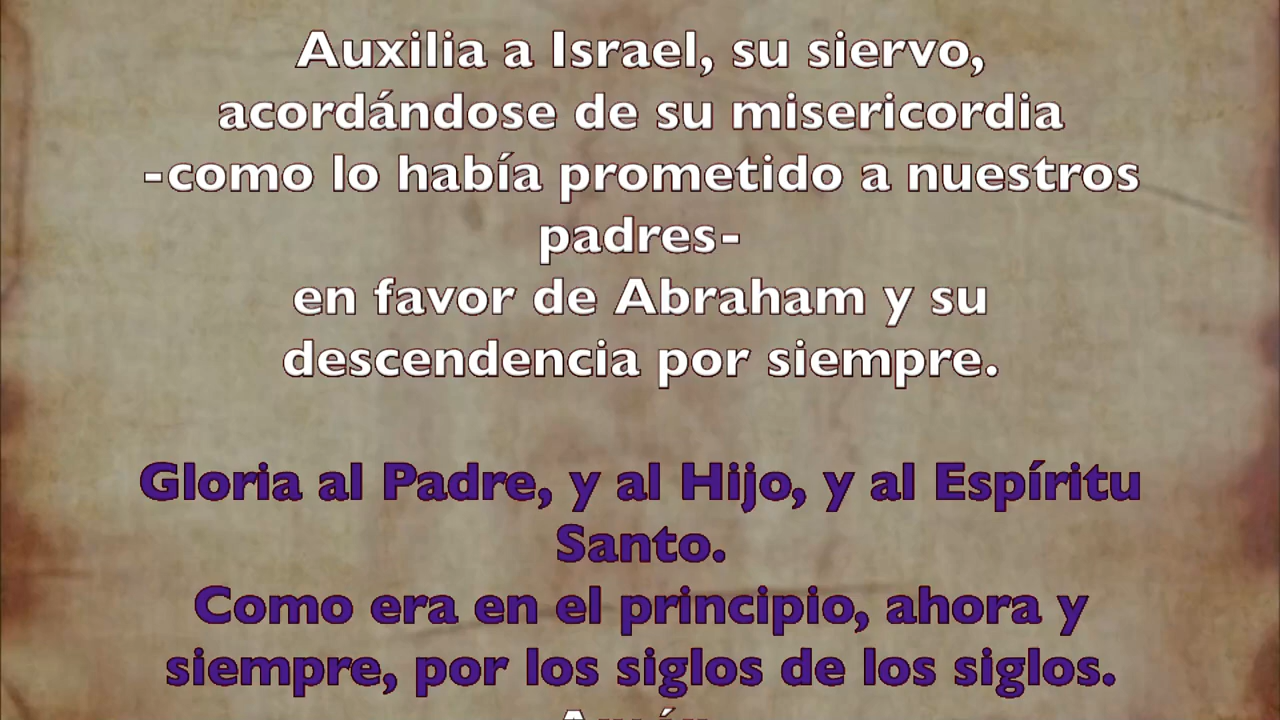 Auxilia a Israel, su siervo,
acordándose de su misericordia
-como lo había prometido a nuestros
padres-
en favor de Abraham y su
descendencia por siempre.
Gloria al Padre, y al Hijo, y al Espíritu
Santo.
Como era en el principio, ahora y
siempre, por los siglos de los siglos.